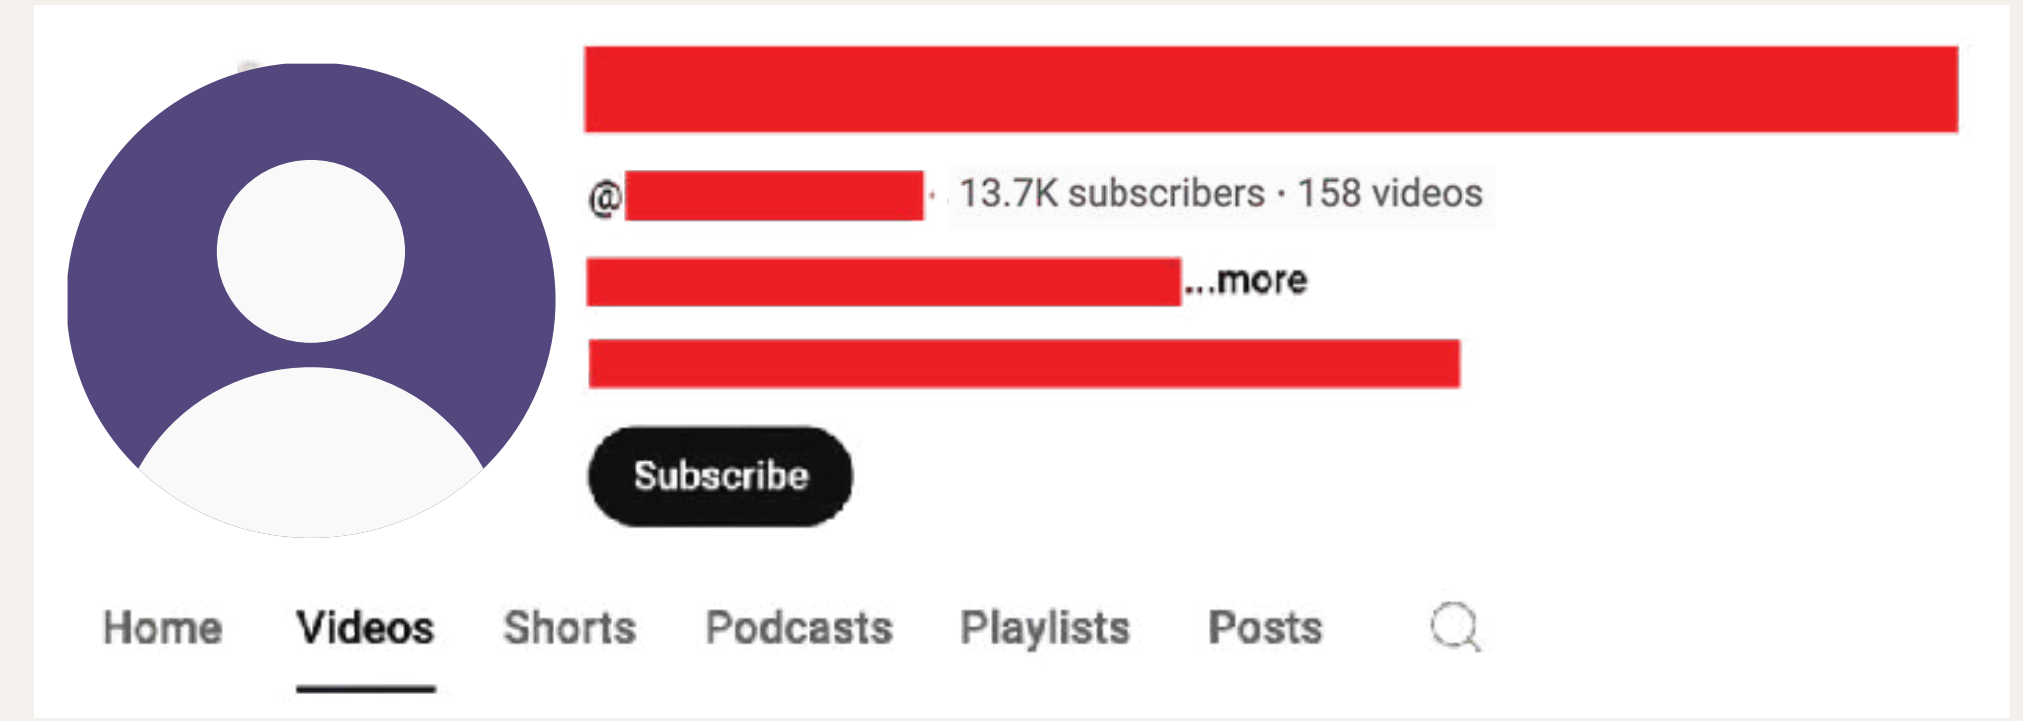 @ · 13.7K subscribers · 158 videos
...more
Subscribe
Home Videos Shorts Podcasts Playlists Posts